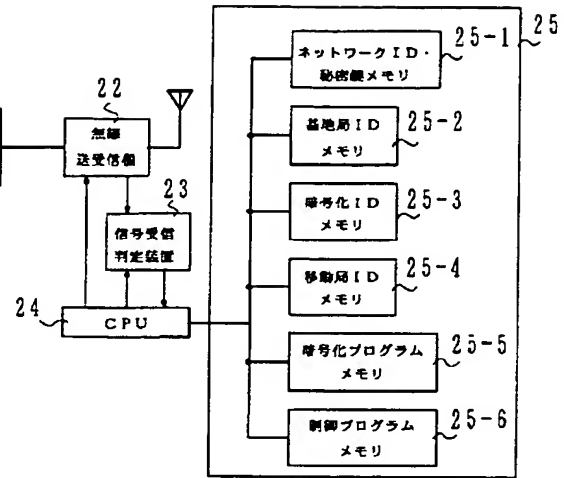 22
無線
送受信機
23
信号受信
判定装置
24
CPU
25
ネットワークID・
秘密鍵メモリ
25-1
基地局ID
メモリ
25-2
暗号化ID
メモリ
25-3
移動局ID
メモリ
25-4
暗号化プログラム
メモリ
25-5
制御プログラム
メモリ
25-6